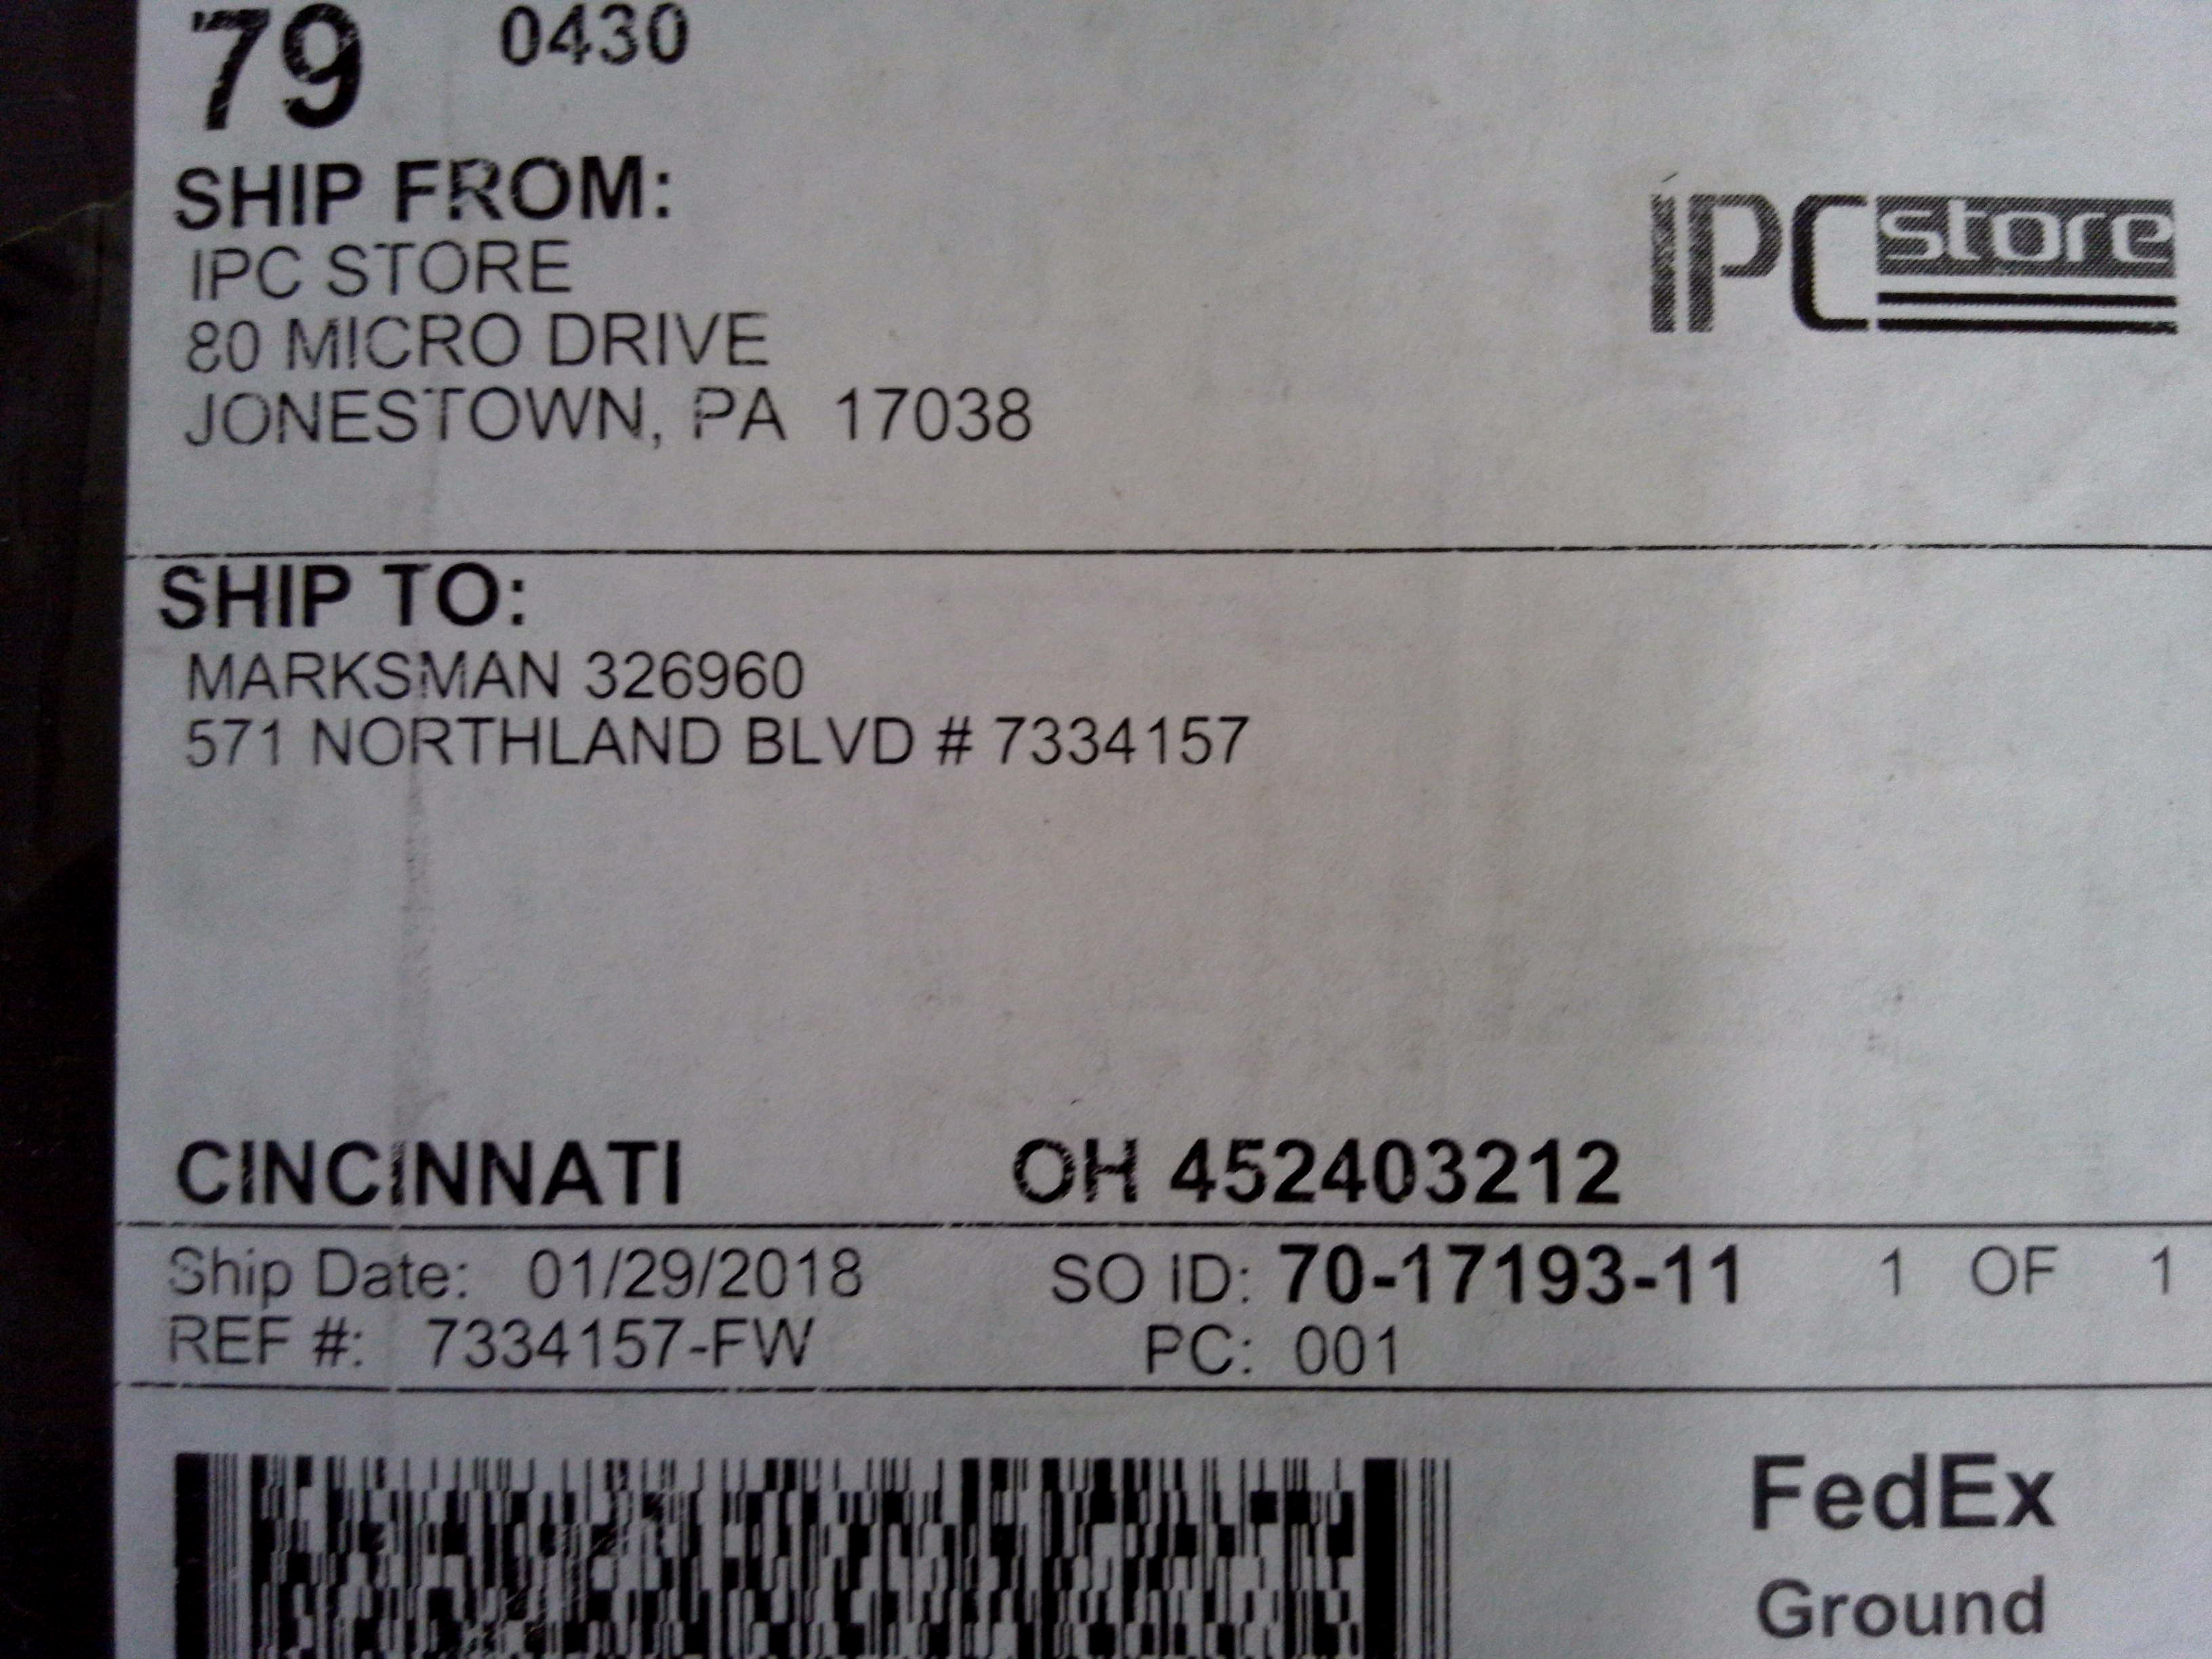 79 0430
SHIP FROM:
IPC STORE
80 MICRO DRIVE
JONESTOWN, PA 17038
IPC store
SHIP TO:
MARKSMAN 326960
571 NORTHLAND BLVD # 7334157
CINCINNATI OH 452403212
Ship Date: 01/29/2018 SO ID: 70-17193-11 1 OF 1
REF #: 7334157-FW PC: 001
FedEx
Ground